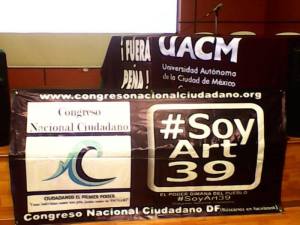 ¡FUERA
PEÑA!
UACM
Universidad Autónoma
de la Ciudad de México
www.congresonacionalciudadano.org
Congreso
Nacional Ciudadano
CIUDADANO EL PRIMER PODER
#Soy
Art
39
EL PODER DIMANA DEL PUEBLO
#SoyArt39
Congreso Nacional Ciudadano DF